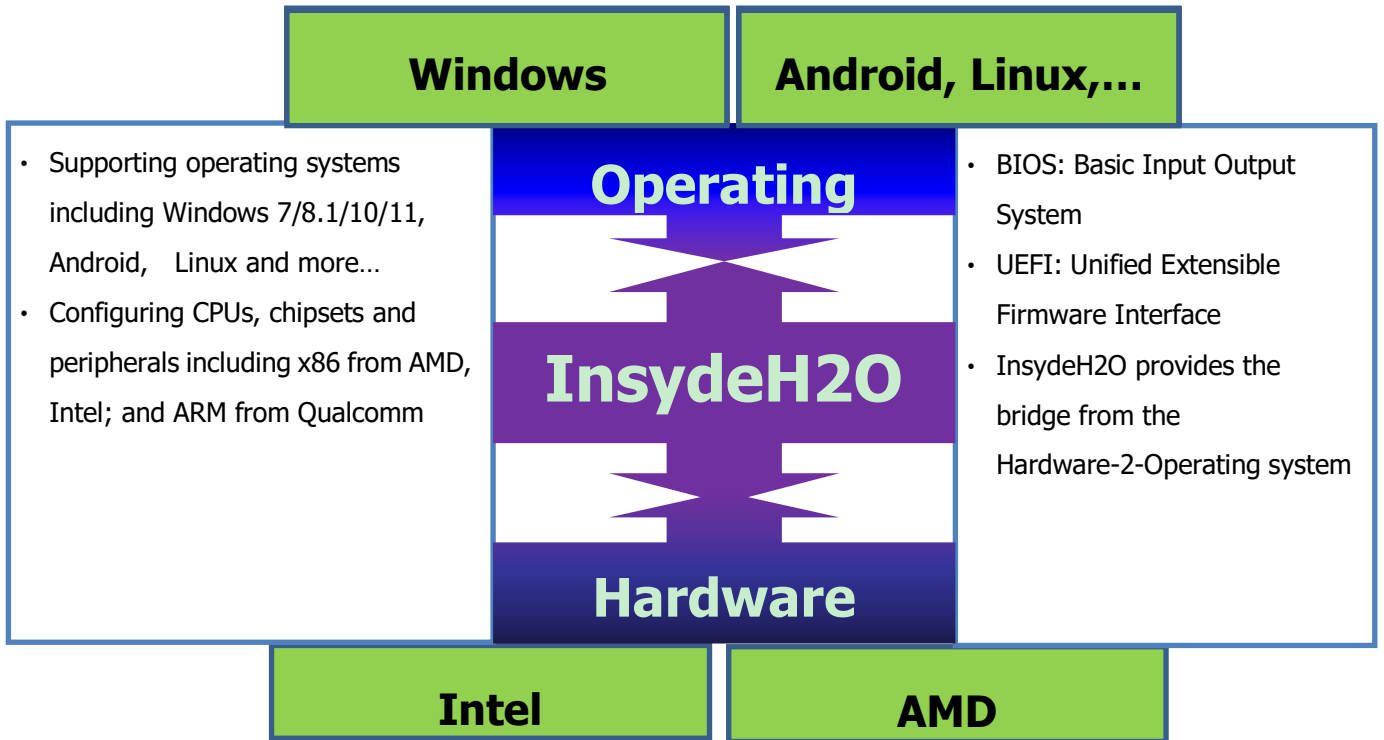 Windows
Android, Linux,...
• Supporting operating systems
including Windows 7/8.1/10/11,
Android, Linux and more...
• Configuring CPUs, chipsets and
peripherals including x86 from AMD,
Intel; and ARM from Qualcomm
Operating
InsydeH2O
Hardware
• BIOS: Basic Input Output
System
• UEFI: Unified Extensible
Firmware Interface
• InsydeH2O provides the
bridge from the
Hardware-2-Operating system
Intel
AMD